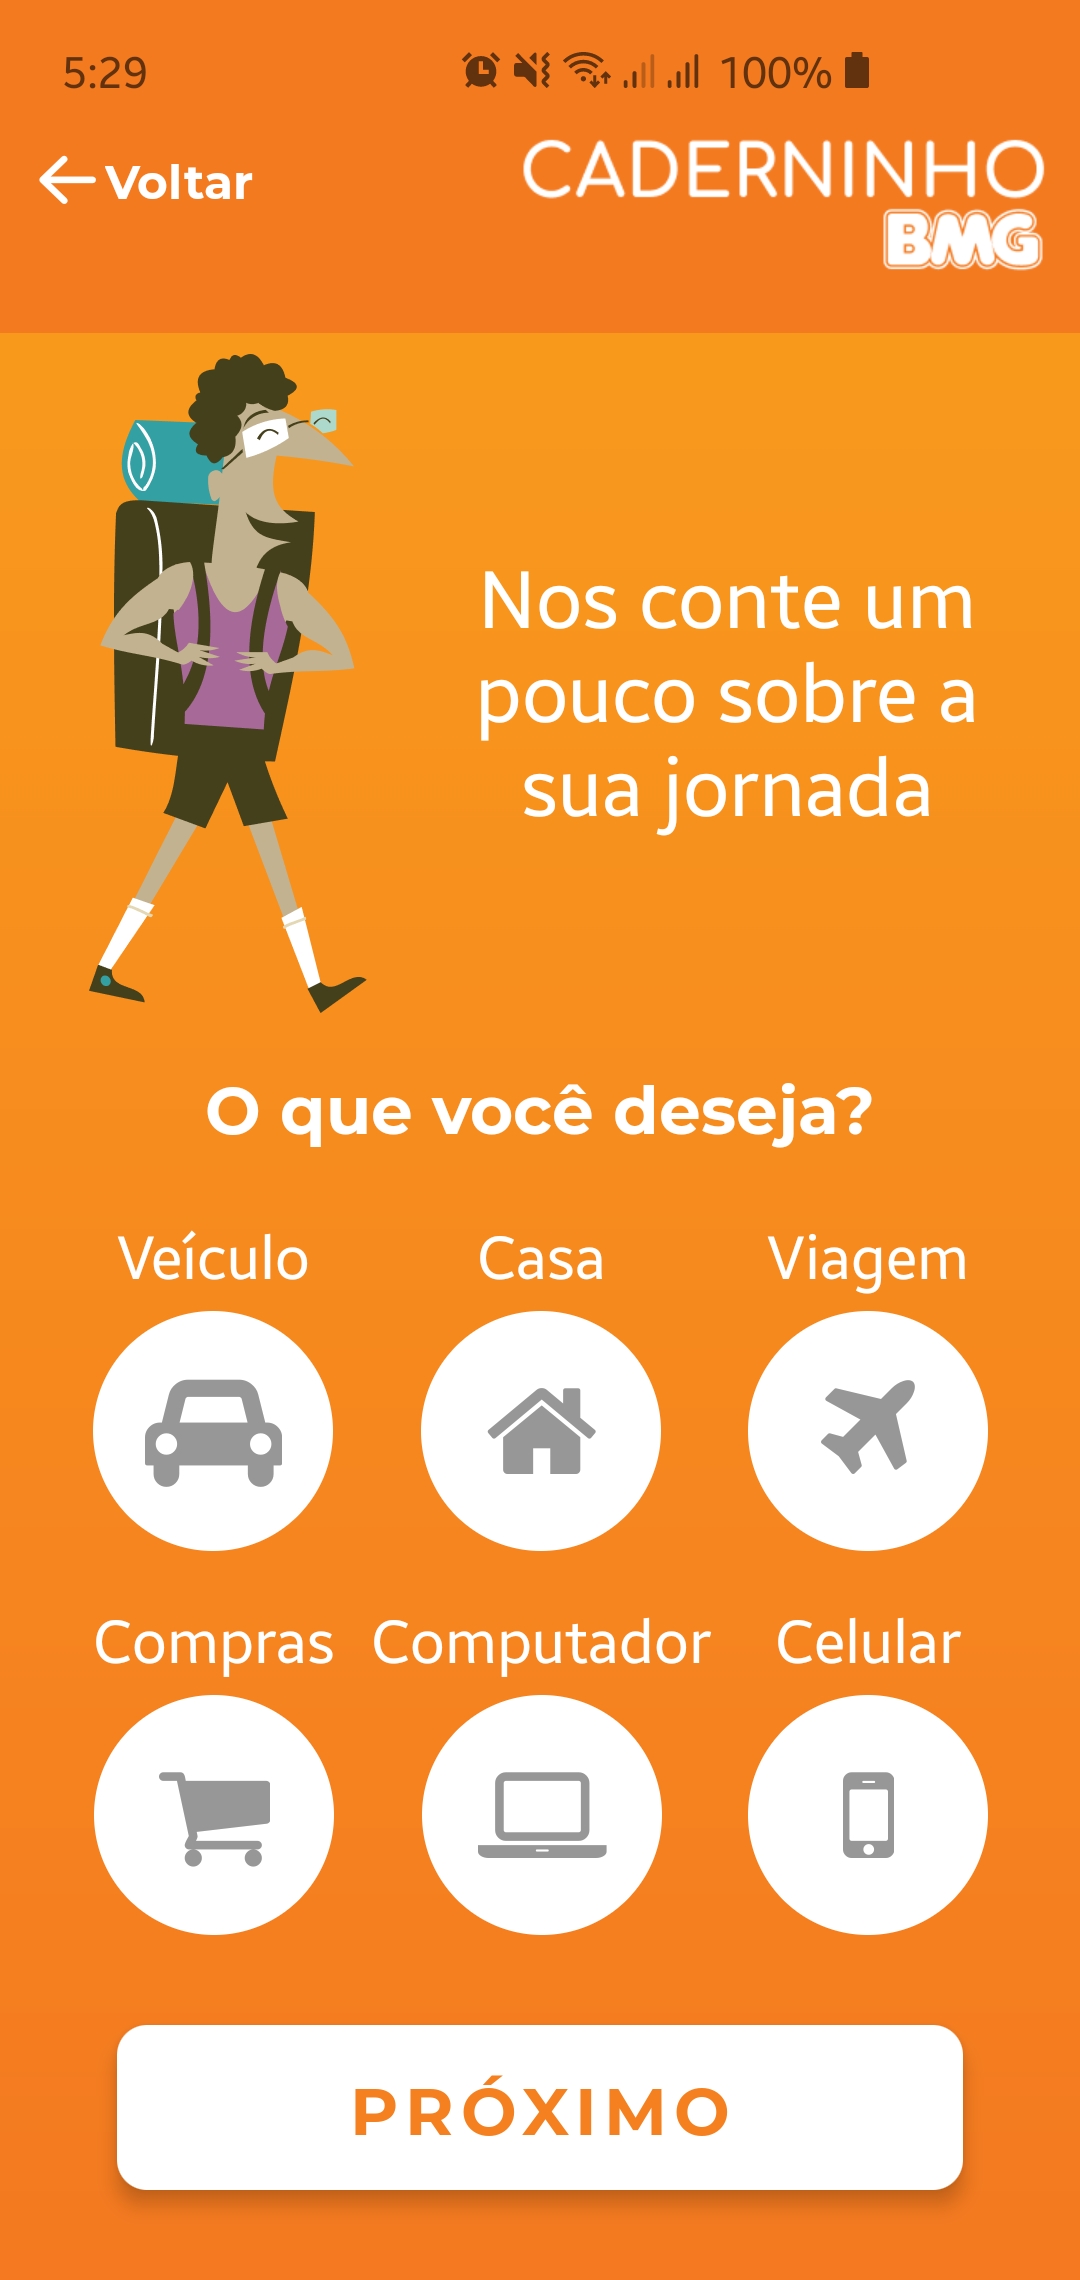 5:29
100%
Voltar
CADERNINHO
BMG
Nos conte um
pouco sobre a
sua jornada
O que você deseja?
Veículo
Casa
Viagem
Compras
Computador
Celular
PRÓXIMO